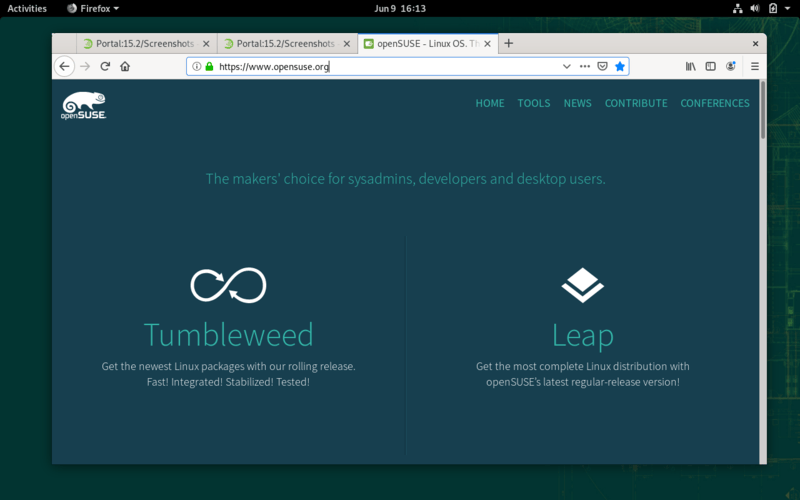 Activities
Firefox
Jun 9 16:13
Portal:15.2/Screenshots
Portal:15.2/Screenshots
openSUSE - Linux OS. Th
https://www.opensuse.org
openSUSE.
HOME TOOLS NEWS CONTRIBUTE CONFERENCES
The makers' choice for sysadmins, developers and desktop users.
Tumbleweed
Get the newest Linux packages with our rolling release.
Fast! Integrated! Stabilized! Tested!
Leap
Get the most complete Linux distribution with
openSUSE's latest regular-release version!